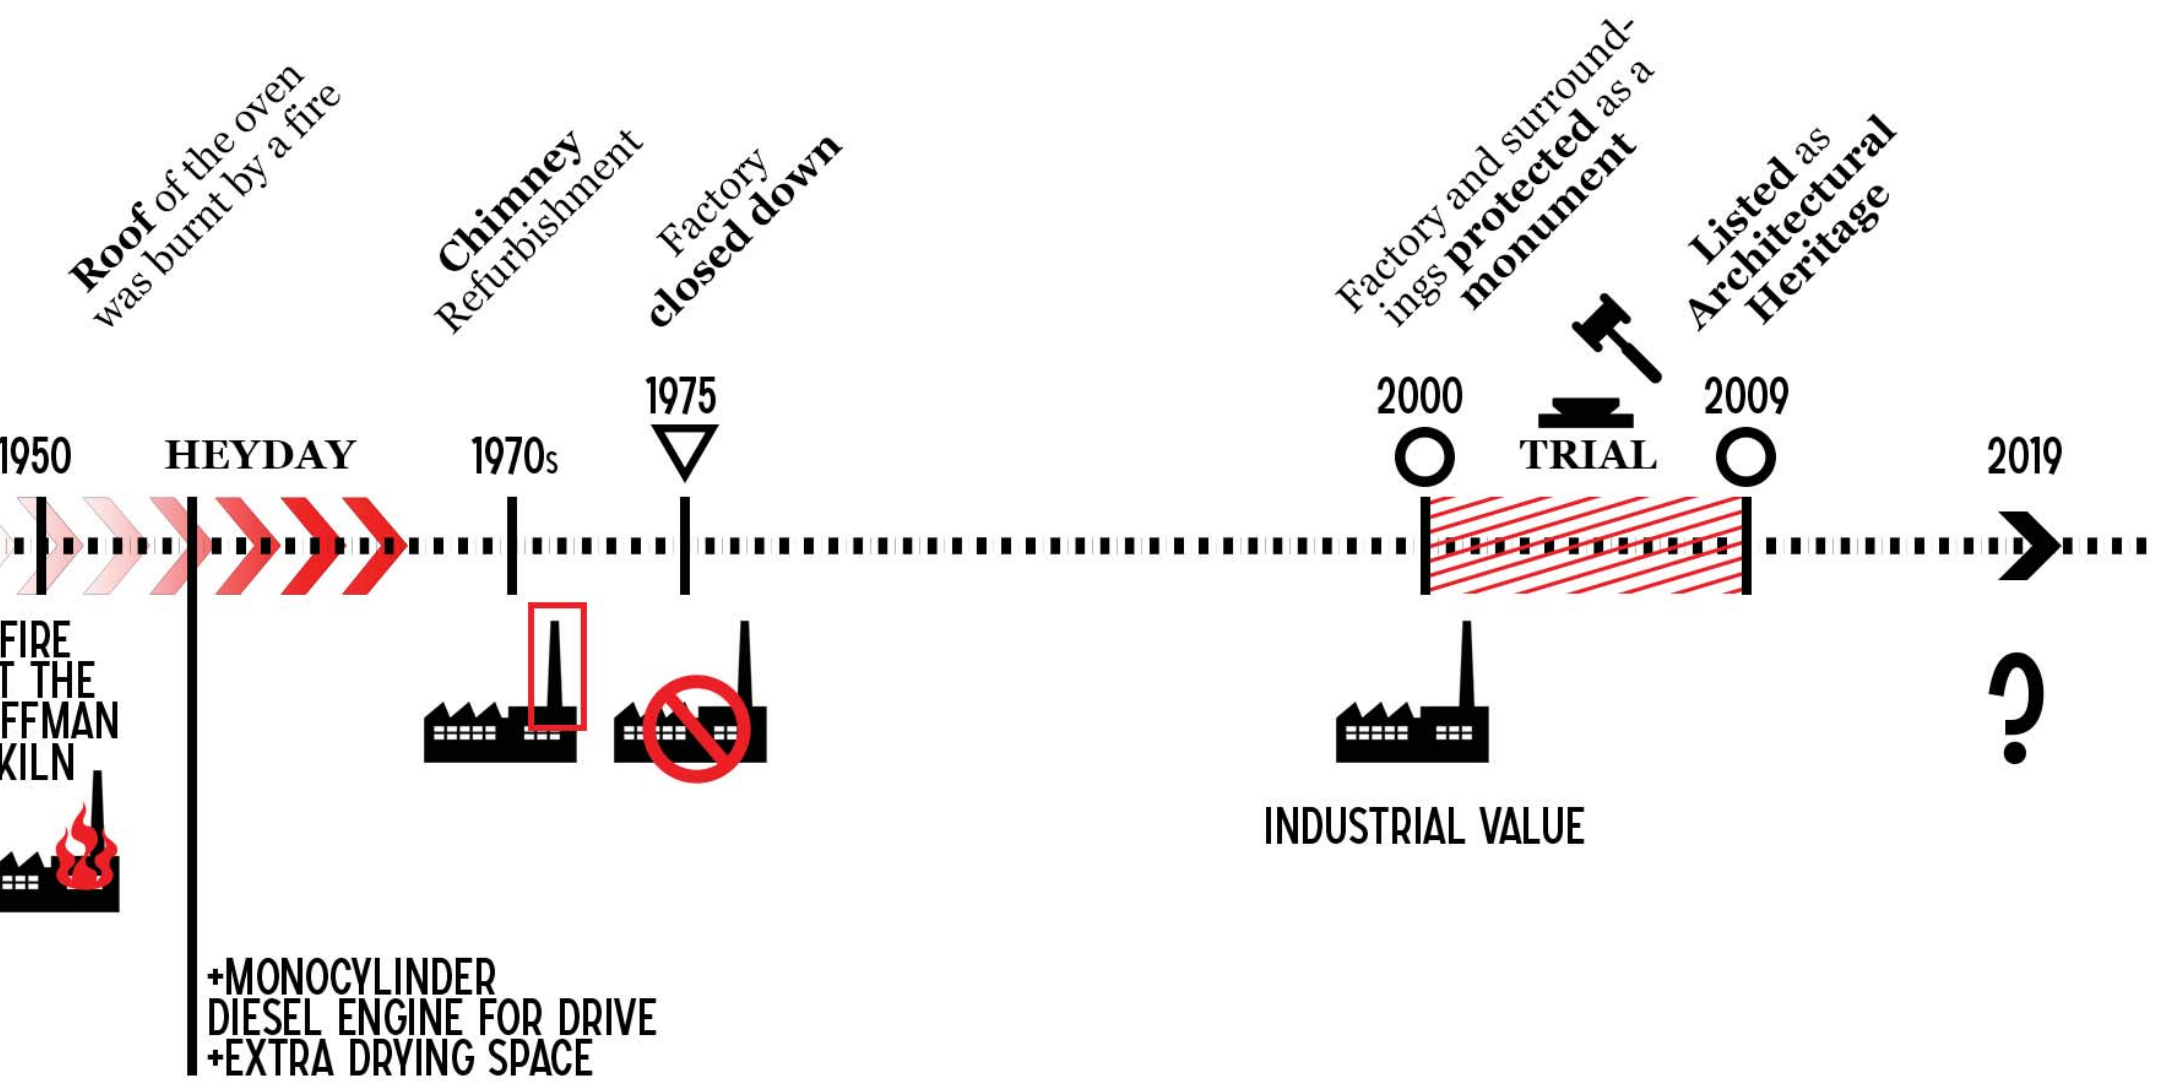 Roof of the oven
was burnt by a fire
Chimney
Refurbishment
Factory
closed down
Factory and surround-
ings protected as a
monument
Listed as
Architectural
Heritage
1950
HEYDAY
1970s
1975
2000
TRIAL
2009
2019
FIRE
T THE
FFMAN
KILN
?
INDUSTRIAL VALUE
+MONOCYLINDER
DIESEL ENGINE FOR DRIVE
+EXTRA DRYING SPACE